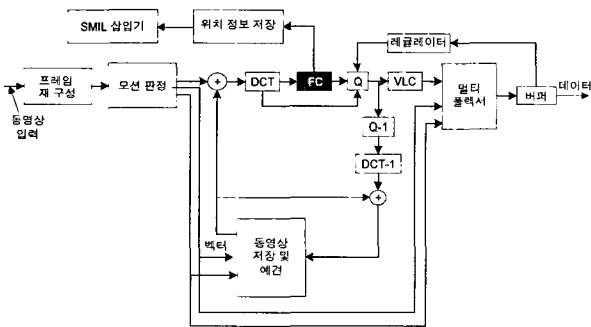 SMIL 삽입기
위치 정보 저장
레귤레이터
프레임
재 구성
모션 판정
+
DCT
FC
Q
VLC
멀티
플랙서
버퍼
데이터
동영상
입력
Q-1
DCT-1
+
벡터
동영상
저장 및
예견